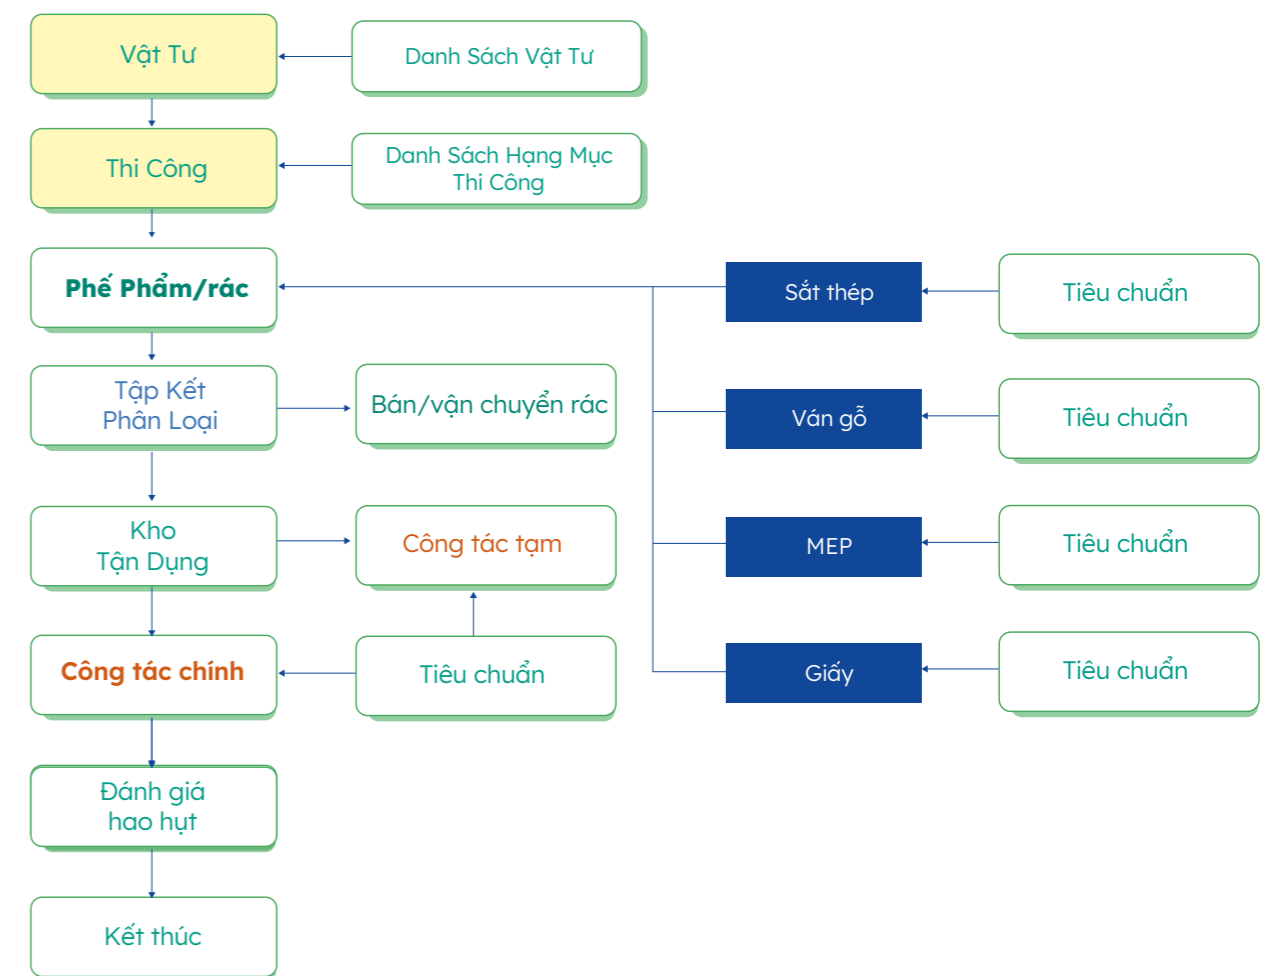 Vật Tư
Danh Sách Vật Tư
Thi Công
Danh Sách Hạng Mục
Thi Công
Phế Phẩm/rác
Sắt thép
Tiêu chuẩn
Tập Kết
Phân Loại
Bán/vận chuyển rác
Ván gỗ
Tiêu chuẩn
Kho
Tận Dụng
Công tác tạm
MEP
Tiêu chuẩn
Công tác chính
Tiêu chuẩn
Giấy
Tiêu chuẩn
Đánh giá
hao hụt
Kết thúc